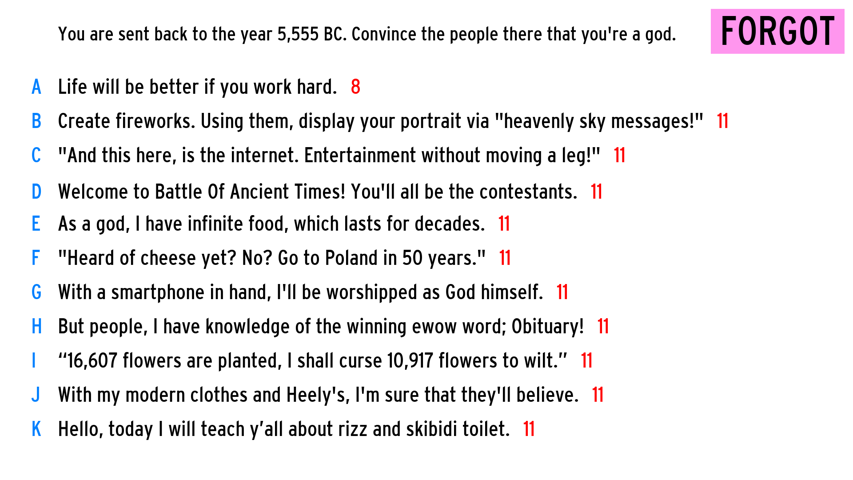 You are sent back to the year 5,555 BC. Convince the people there that you're a god.
FORGOT
A Life will be better if you work hard. 8
B Create fireworks. Using them, display your portrait via "heavenly sky messages!" 11
C "And this here, is the internet. Entertainment without moving a leg!" 11
D Welcome to Battle Of Ancient Times! You'll all be the contestants. 11
E As a god, I have infinite food, which lasts for decades. 11
F "Heard of cheese yet? No? Go to Poland in 50 years." 11
G With a smartphone in hand, I'll be worshipped as God himself. 11
H But people, I have knowledge of the winning ewow word; Obituary! 11
I “16,607 flowers are planted, I shall curse 10,917 flowers to wilt.” 11
J With my modern clothes and Heely's, I'm sure that they'll believe. 11
K Hello, today I will teach y’all about rizz and skibidi toilet. 11